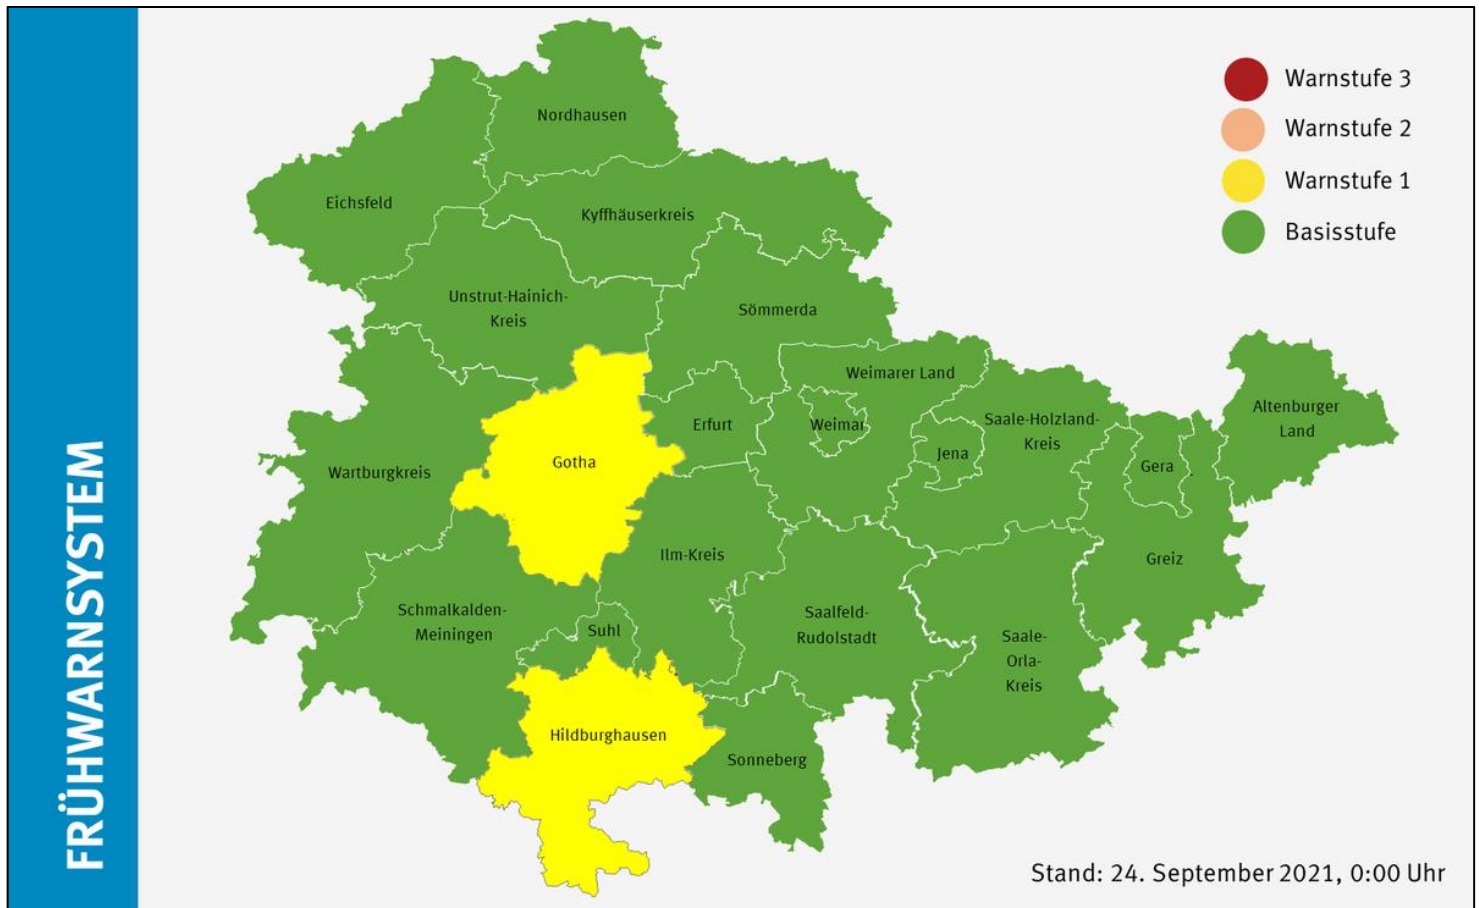 FRÜHWARNSYSTEM
Warnstufe 3
Warnstufe 2
Warnstufe 1
Basisstufe
Nordhausen
Eichsfeld
Kyffhäuserkreis
Unstrut-Hainich-
Kreis
Sömmerda
Weimarer Land
Altenburger
Land
Erfurt
Weimar
Saale-Holzland-
Kreis
Jena
Gera
Gotha
Wartburgkreis
Ilm-Kreis
Greiz
Schmalkalden-
Meiningen
Suhl
Saalfeld-
Rudolstadt
Saale-
Orla-
Kreis
Hildburghausen
Sonneberg
Stand: 24. September 2021, 0:00 Uhr